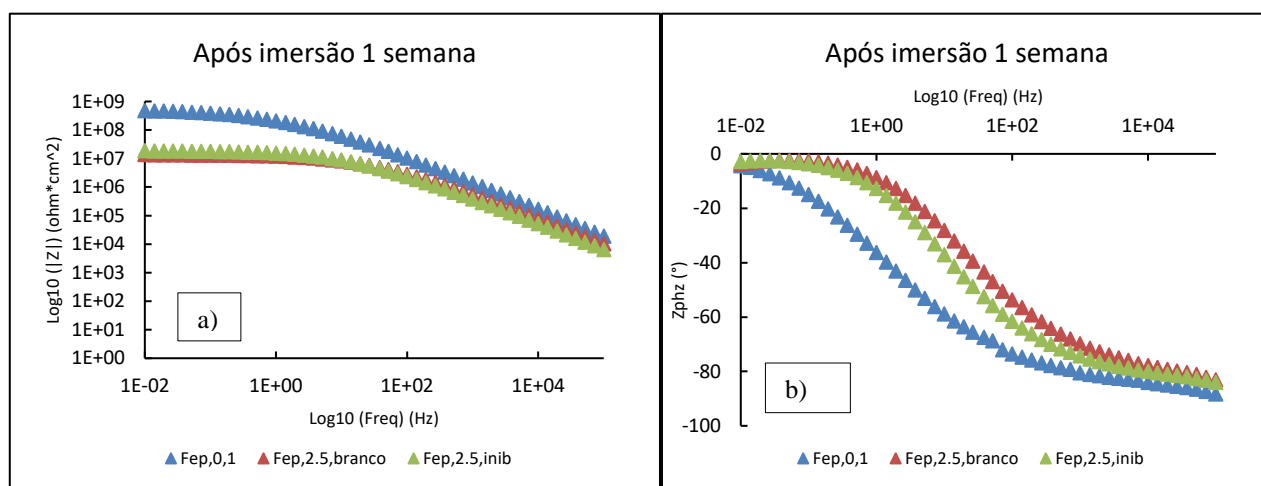 Após imersão 1 semana
Log10 (|Z|) (ohm*cm^2)
1E+09
1E+08
1E+07
1E+06
1E+05
1E+04
1E+03
1E+02
1E+01
1E+00
a)
1E-02 1E+00 1E+02 1E+04
Log10 (Freq) (Hz)
Fep,0,1 Fep,2.5,branco Fep,2.5,inib
Após imersão 1 semana
Log10 (Freq) (Hz)
1E-02 1E+00 1E+02 1E+04
Zphz (°)
0
-20
-40
-60
-80
-100
b)
Fep,0,1 Fep,2.5,branco Fep,2.5,inib